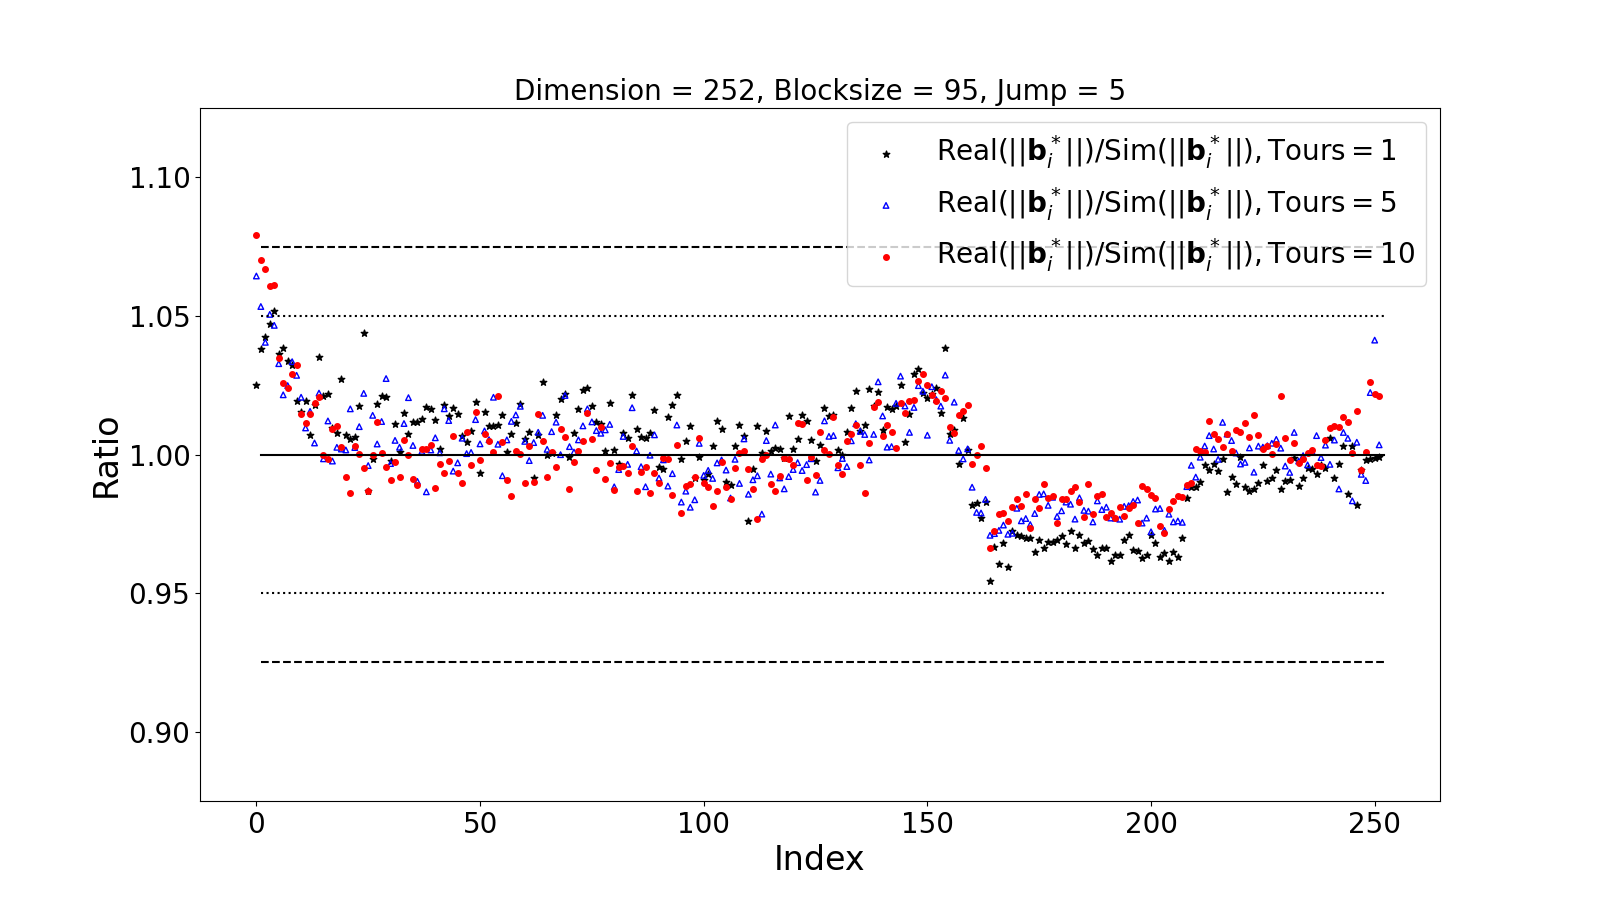 Dimension = 252, Blocksize = 95, Jump = 5
Real(||b_i^*||)/Sim(||b_i^*||), Tours = 1
Real(||b_i^*||)/Sim(||b_i^*||), Tours = 5
Real(||b_i^*||)/Sim(||b_i^*||), Tours = 10
1.10
1.05
1.00
0.95
0.90
Ratio
0 50 100 150 200 250
Index